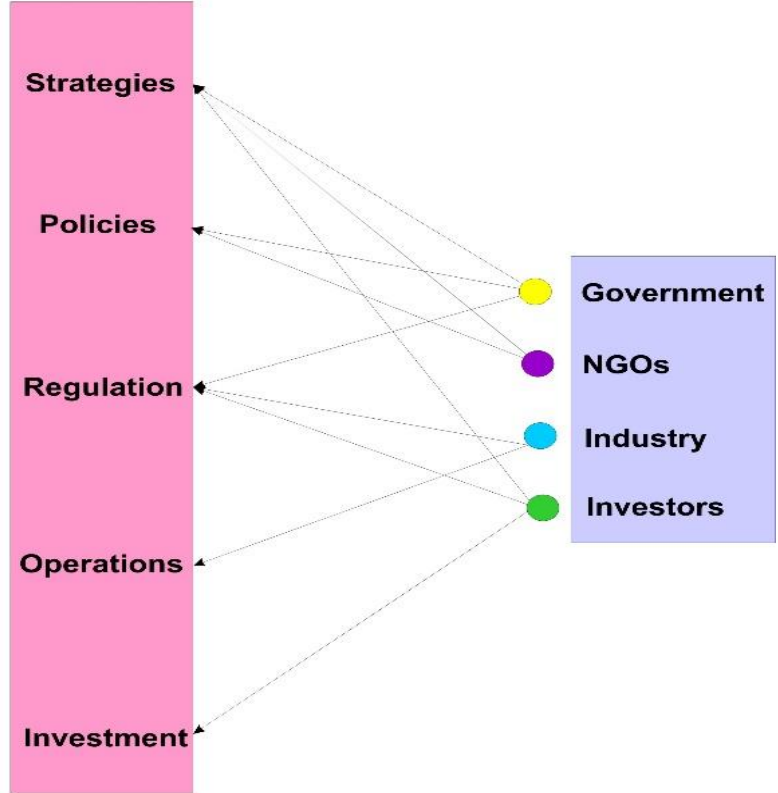 Strategies
Policies
Regulation
Operations
Investment
Government
NGOs
Industry
Investors